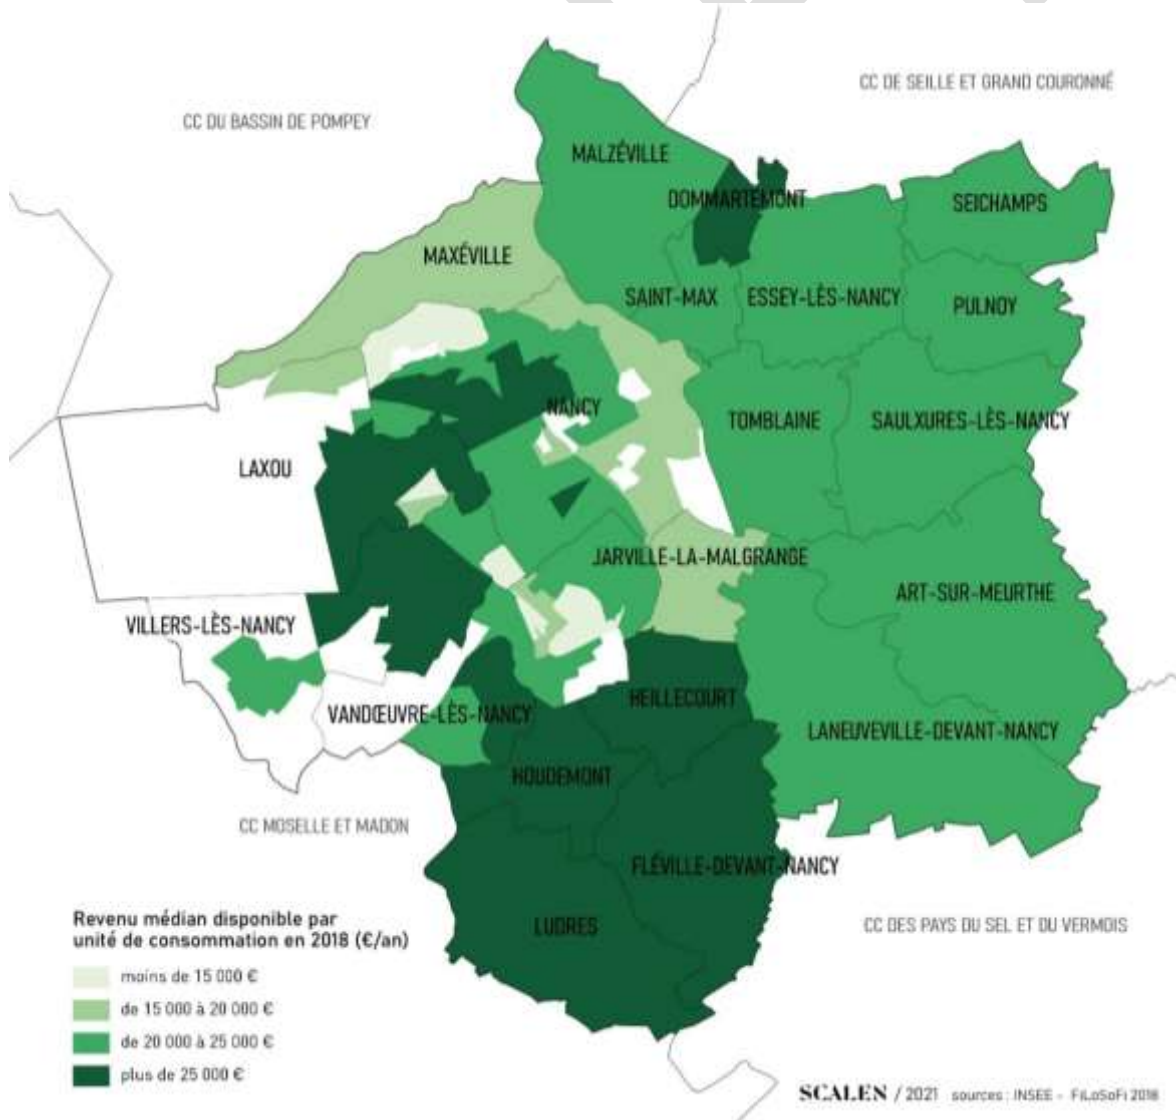 CC DE SEILLE ET GRAND COURONNÉ
CC DU BASSIN DE POMPEY
MALZÉVILLE
DOMMARTEMONT
SEICHAMPS
MAXÉVILLE
SAINT-MAX
ESSEY-LÈS-NANCY
PULNOY
NANCY
TOMBLAINE
SAULXURES-LÈS-NANCY
LAXOU
JARVILLE-LA-MALGRANGE
ART-SUR-MEURTHE
VILLERS-LÈS-NANCY
HEILLECOURT
VANDŒUVRE-LÈS-NANCY
LANEUVEVILLE-DEVANT-NANCY
HOUDEMONT
CC MOSELLE ET MADON
FLÉVILLE-DEVANT-NANCY
LUDRES
CC DES PAYS DU SEL ET DU VERMOIS
Revenu médian disponible par
unité de consommation en 2018 (€/an)
moins de 15 000 €
de 15 000 à 20 000 €
de 20 000 à 25 000 €
plus de 25 000 €
SCALEN / 2021 sources : INSEE - FiLoSoFi 2018